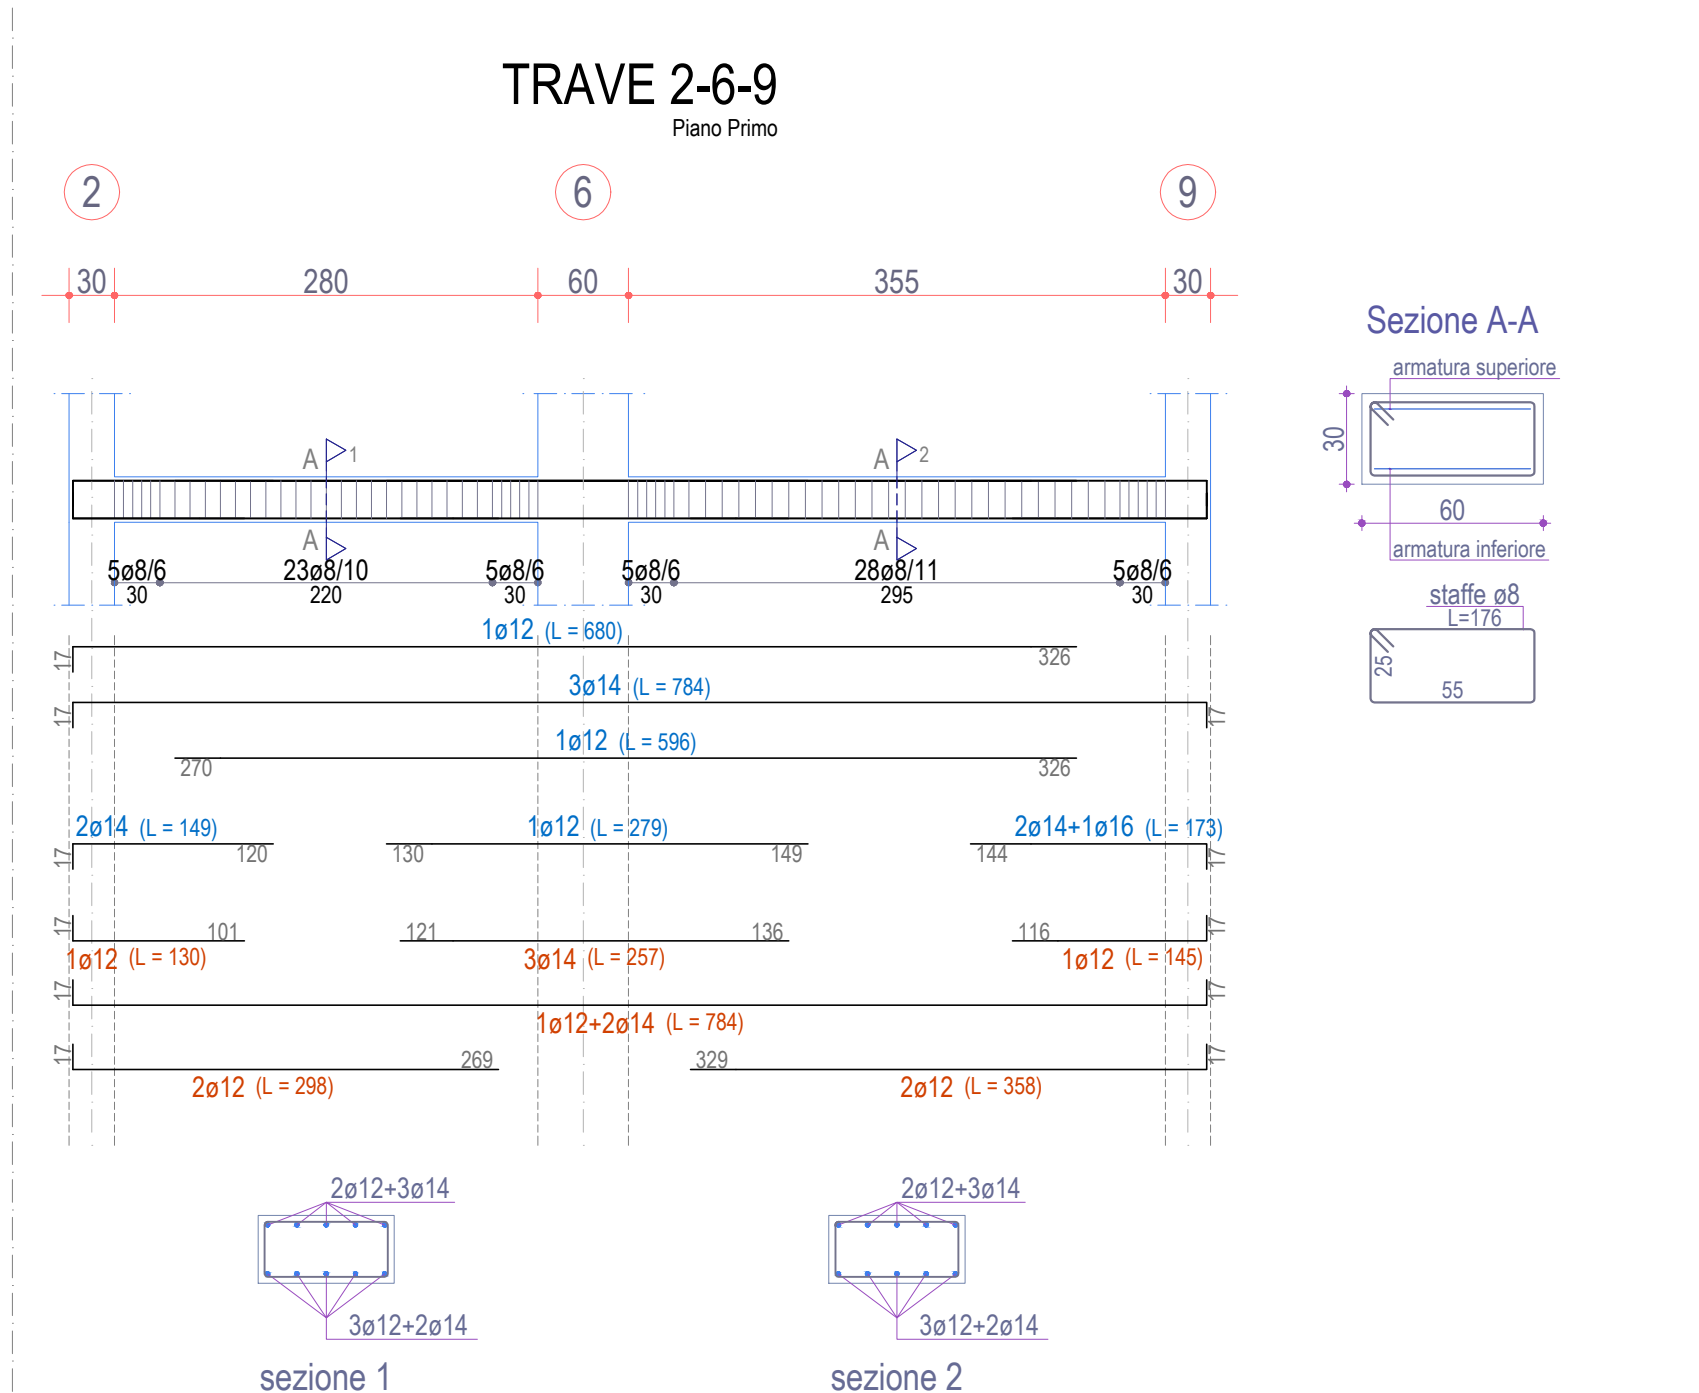 TRAVE 2-6-9
Piano Primo
2 6 9
30 280 60 355 30
Sezione A-A
armatura superiore
30
60
armatura inferiore
staffe ø8
L=176
25
55
A 1 A 2
A A
5ø8/6 23ø8/10 5ø8/6 5ø8/6 28ø8/11 5ø8/6
30 220 30 30 295 30
1ø12 (L = 680)
17 326
3ø14 (L = 784)
17 17
1ø12 (L = 596)
270 326
2ø14 (L = 149) 1ø12 (L = 279) 2ø14+1ø16 (L = 173)
17 120 130 149 144 17
17 101 121 136 116 17
1ø12 (L = 130) 3ø14 (L = 257) 1ø12 (L = 145)
17 17
1ø12+2ø14 (L = 784)
17 269 329 17
2ø12 (L = 298) 2ø12 (L = 358)
2ø12+3ø14 2ø12+3ø14
3ø12+2ø14 3ø12+2ø14
sezione 1 sezione 2